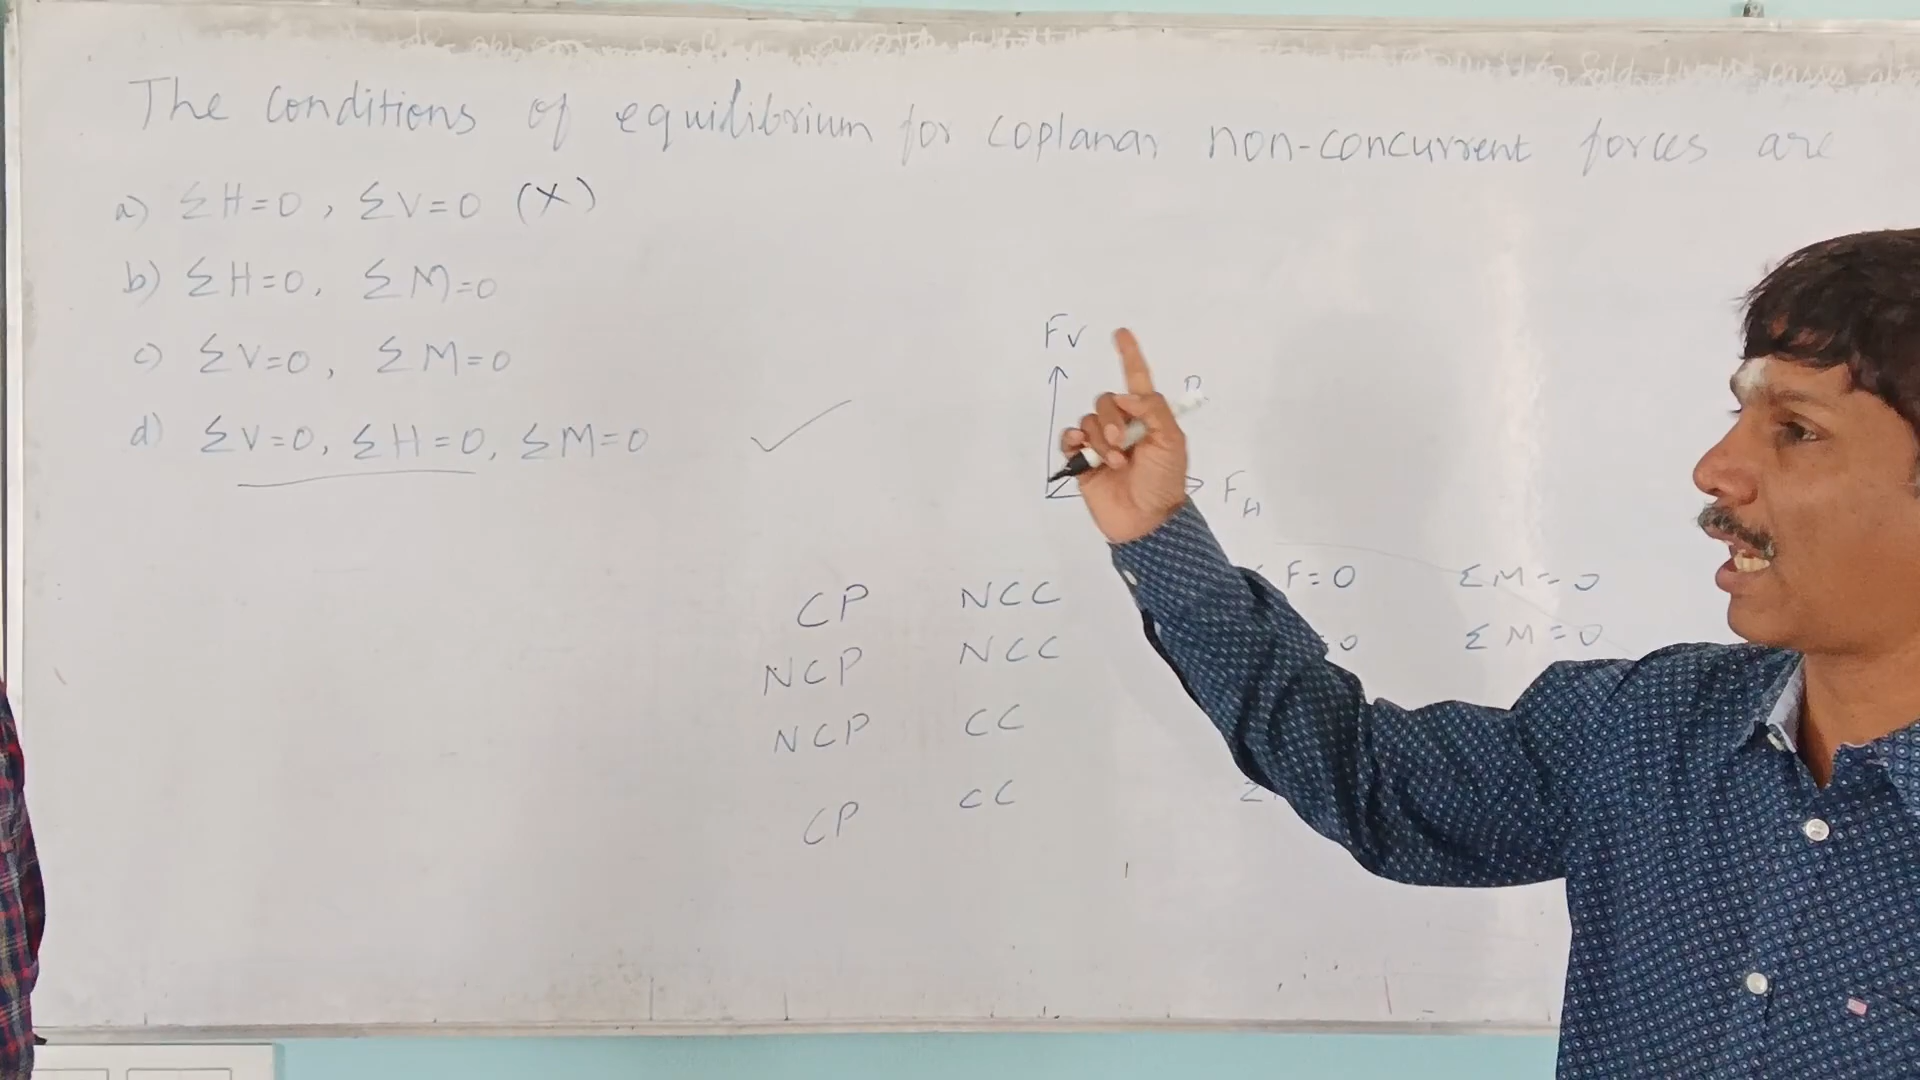 The conditions of equilibrium for coplanar non-concurrent forces are
a) ΣH=0, ΣV=0 (X)
b) ΣH=0, ΣM=0
c) ΣV=0, ΣM=0
d) ΣV=0, ΣH=0, ΣM=0 ✓
Fv
R
FH
CP NCC F=0 ΣM=0
NCP NCC =0 ΣM=0
NCP CC
CP CC Σ